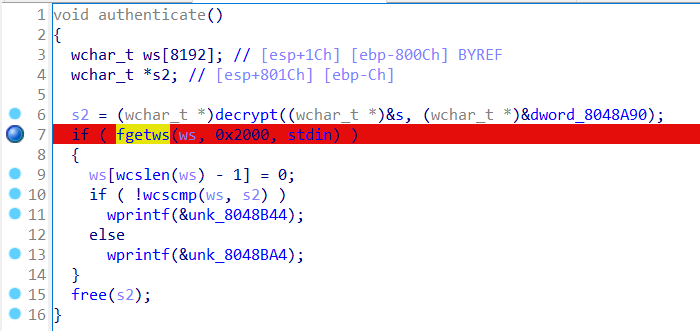 1 void authenticate()
2 {
3 wchar_t ws[8192]; // [esp+1Ch] [ebp-800Ch] BYREF
4 wchar_t *s2; // [esp+801Ch] [ebp-Ch]
5
6 s2 = (wchar_t *)decrypt((wchar_t *)&s, (wchar_t *)&dword_8048A90);
7 if ( fgetws(ws, 0x2000, stdin) )
8 {
9 ws[wcslen(ws) - 1] = 0;
10 if ( !wcscmp(ws, s2) )
11 wprintf(&unk_8048B44);
12 else
13 wprintf(&unk_8048BA4);
14 }
15 free(s2);
16 }